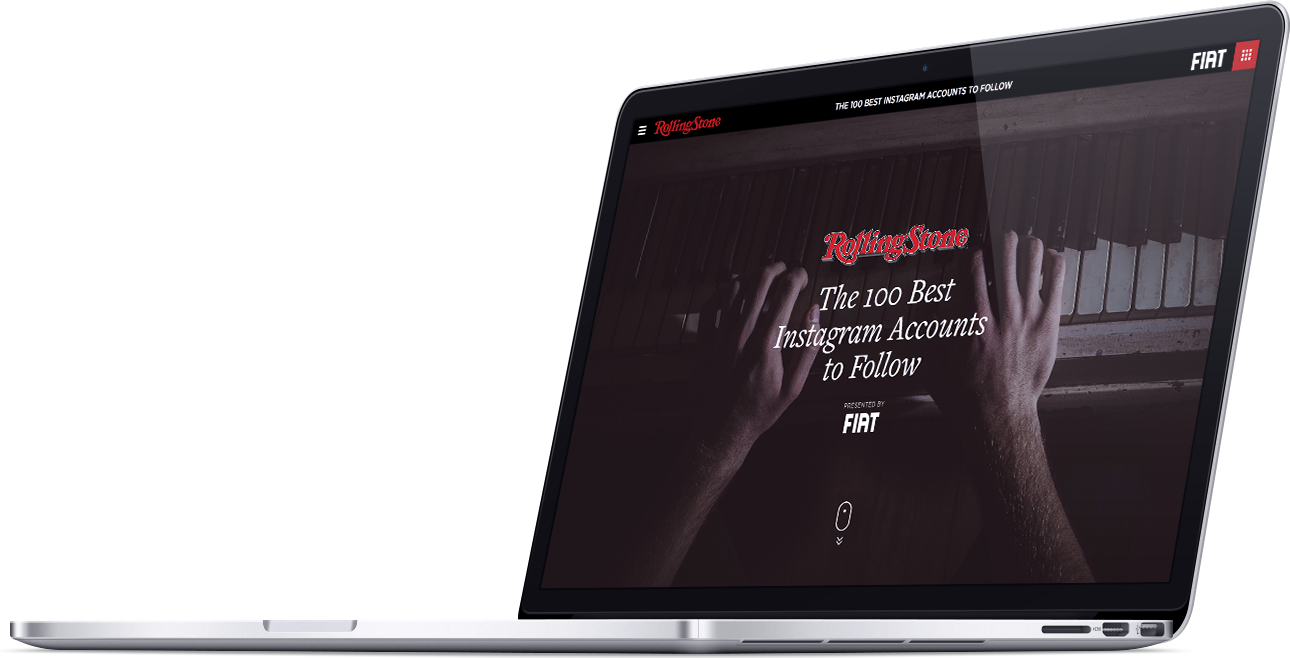 FIAT
THE 100 BEST INSTAGRAM ACCOUNTS TO FOLLOW
RollingStone
RollingStone
The 100 Best
Instagram Accounts
to Follow
PRESENTED BY
FIAT